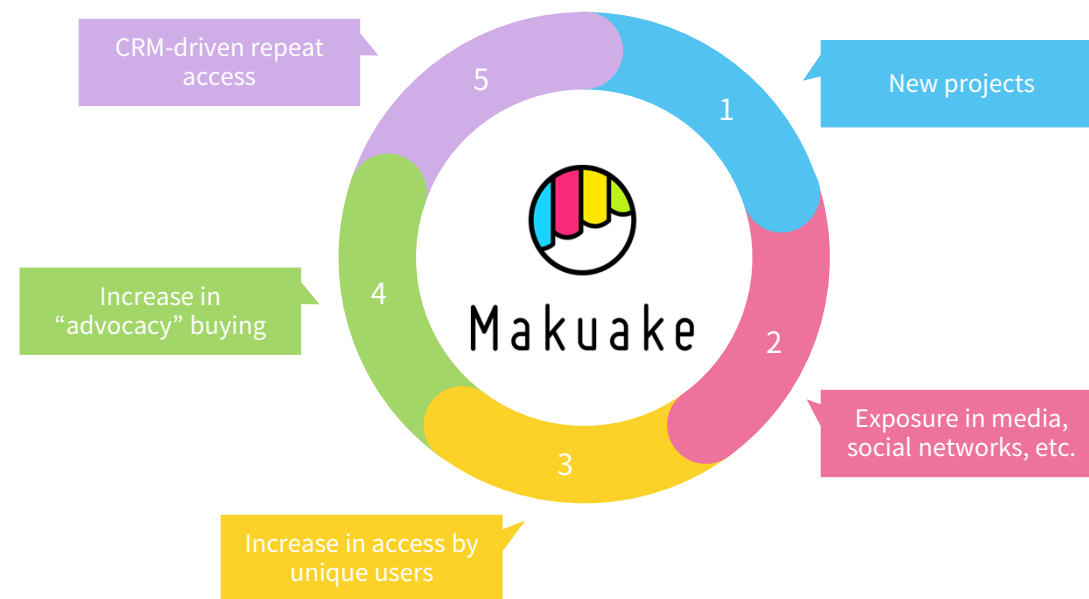 CRM-driven repeat
access
5
1
New projects
Makuake
Increase in
“advocacy” buying
4
2
Exposure in media,
social networks, etc.
3
Increase in access by
unique users